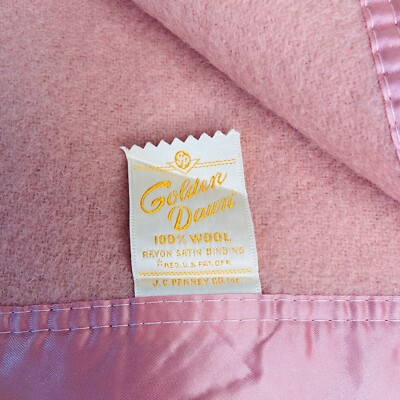 Golden
Dawn
100% WOOL
RAYON SATIN BINDING
REG. U.S. PAT. OFF.
J. C. PENNEY CO. INC.